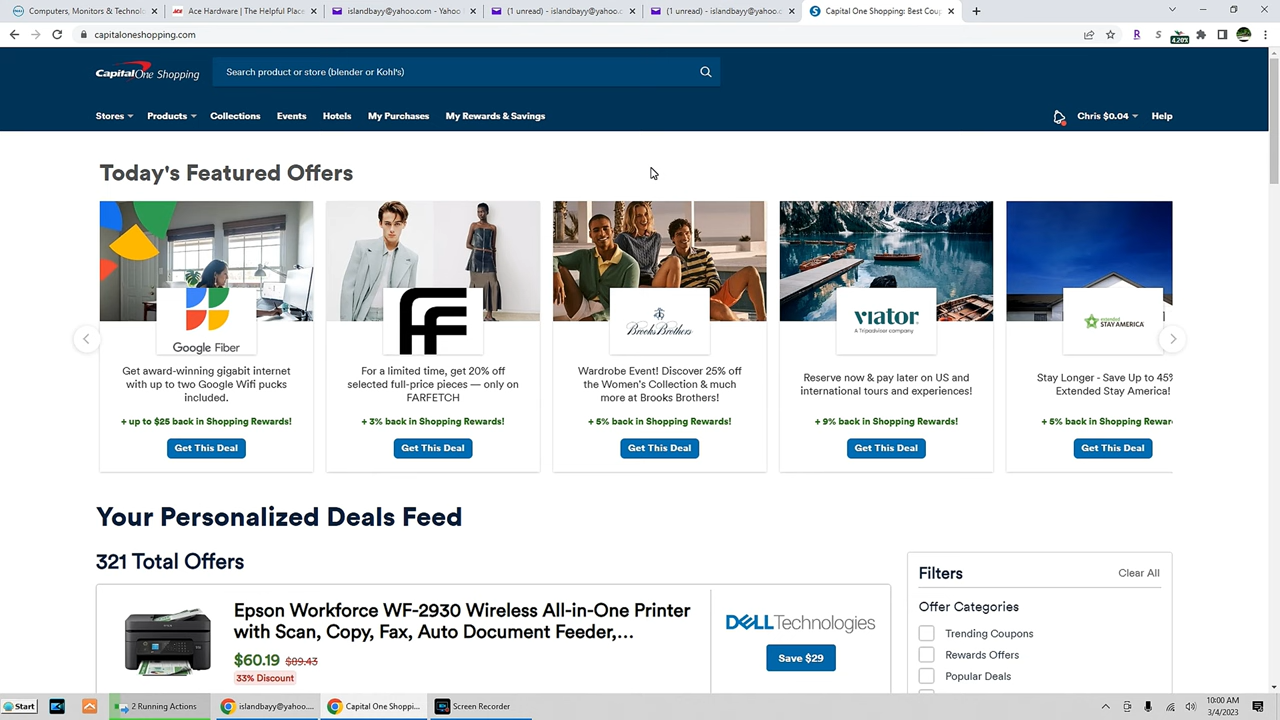 Computers, Monitors & Technolo
Ace Hardware | The Helpful Place
islandbayy@yahoo.com - Yahoo
(1 unread) - islandbayy@yahoo.c
(1 unread) - islandbayy@yahoo.c
Capital One Shopping: Best Cou
capitaloneshopping.com
4.20%
CapitalOne Shopping
Search product or store (blender or Kohl's)
Stores Products Collections Events Hotels My Purchases My Rewards & Savings
Chris $0.04 Help
Today's Featured Offers
Google Fiber
Get award-winning gigabit internet
with up to two Google Wifi pucks
included.
+ up to $25 back in Shopping Rewards!
Get This Deal
For a limited time, get 20% off
selected full-price pieces — only on
FARFETCH
+ 3% back in Shopping Rewards!
Get This Deal
Brooks Brothers
Wardrobe Event! Discover 25% off
the Women's Collection & much
more at Brooks Brothers!
+ 5% back in Shopping Rewards!
Get This Deal
viator
A Tripadvisor company
Reserve now & pay later on US and
international tours and experiences!
+ 9% back in Shopping Rewards!
Get This Deal
extended
STAY AMERICA
Stay Longer - Save Up to 45%
Extended Stay America!
+ 5% back in Shopping Rewar
Get This Deal
Your Personalized Deals Feed
321 Total Offers
Epson Workforce WF-2930 Wireless All-in-One Printer
with Scan, Copy, Fax, Auto Document Feeder,...
$60.19 $89.43
33% Discount
DELLTechnologies
Save $29
Filters Clear All
Offer Categories
Trending Coupons
Rewards Offers
Popular Deals
Start
2 Running Actions
islandbayy@yahoo....
Capital One Shoppi...
Screen Recorder
10:00 AM
3/4/2023